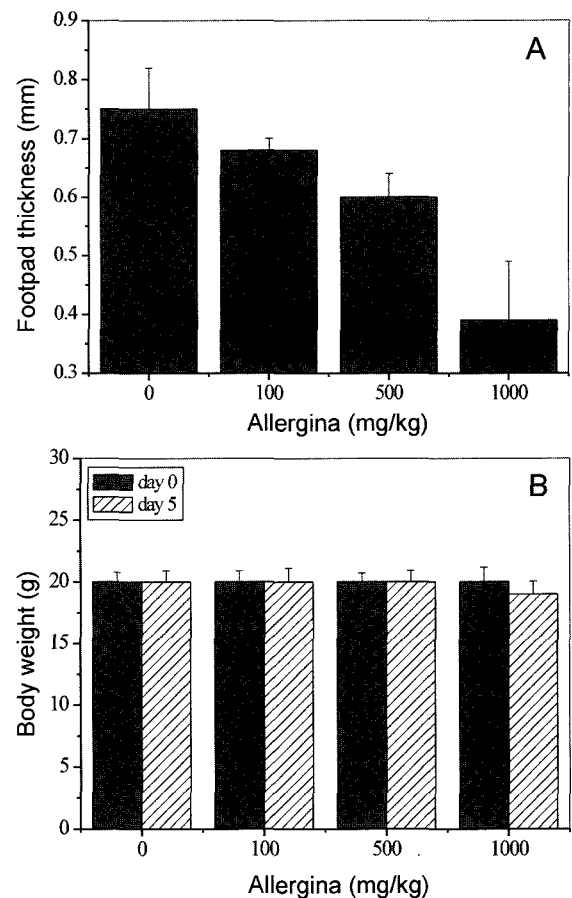 A
0.9
0.8
0.7
0.6
0.5
0.4
0.3
Footpad thickness (mm)
0 100 500 1000
Allergina (mg/kg)
B
30
25
20
15
10
5
0
Body weight (g)
day 0
day 5
0 100 500 1000
Allergina (mg/kg)